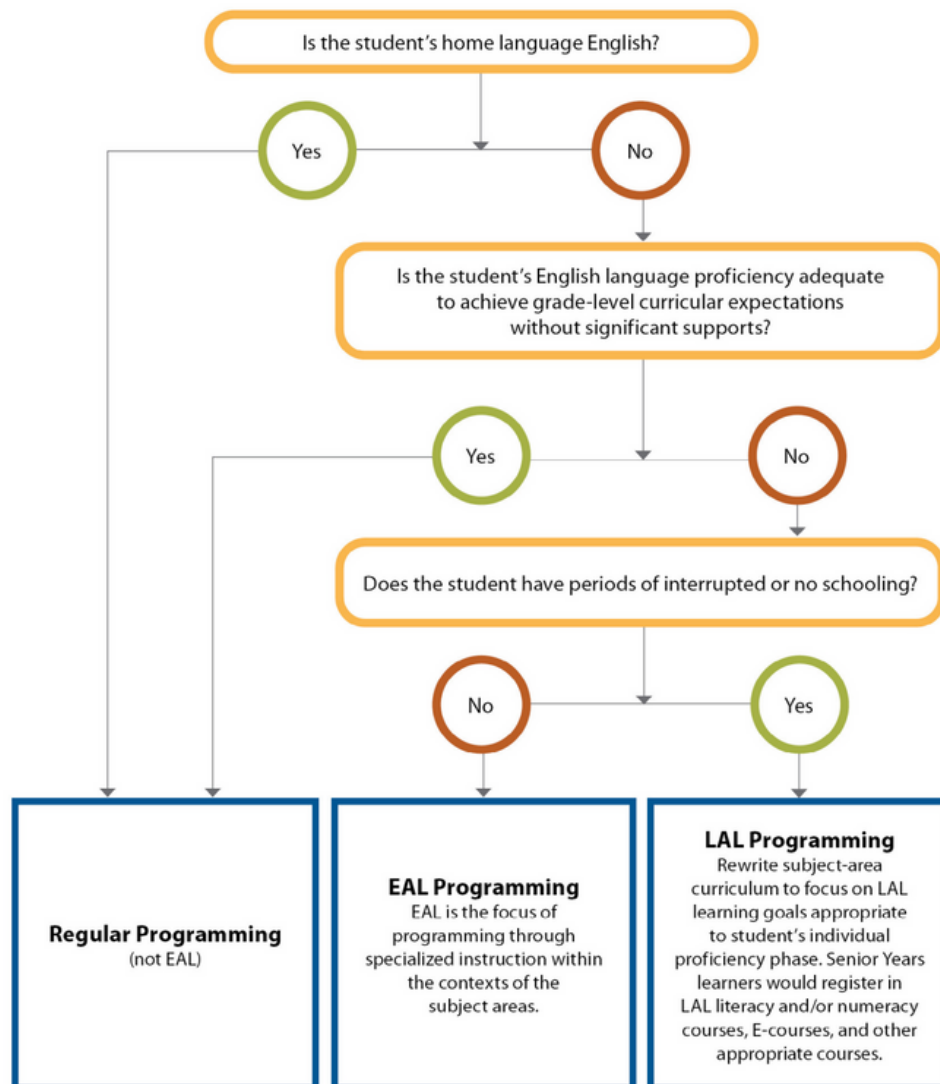 Is the student's home language English?
Yes
No
Is the student's English language proficiency adequate
to achieve grade-level curricular expectations
without significant supports?
Yes
No
Does the student have periods of interrupted or no schooling?
No
Yes
Regular Programming
(not EAL)
EAL Programming
EAL is the focus of
programming through
specialized instruction within
the contexts of the
subject areas.
LAL Programming
Rewrite subject-area
curriculum to focus on LAL
learning goals appropriate
to student's individual
proficiency phase. Senior Years
learners would register in
LAL literacy and/or numeracy
courses, E-courses, and other
appropriate courses.